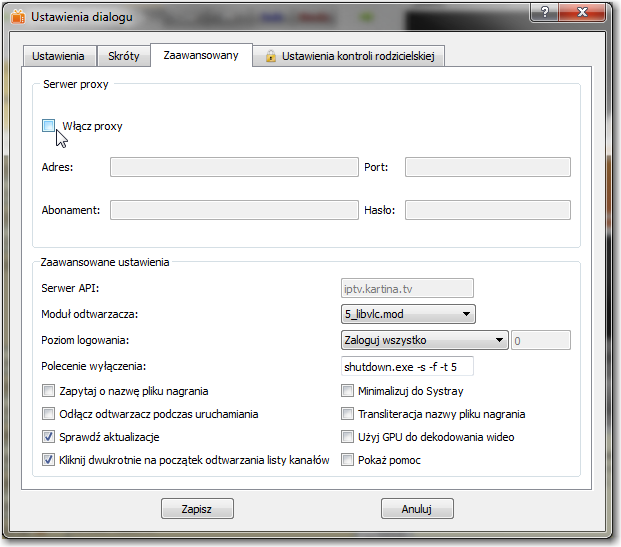 Ustawienia dialogu
Ustawienia Skróty Zaawansowany Ustawienia kontroli rodzicielskiej
Serwer proxy
Włącz proxy
Adres: Port:
Abonament: Hasło:
Zaawansowane ustawienia
Serwer API: iptv.kartina.tv
Moduł odtwarzacza: 5_libvlc.mod
Poziom logowania: Zaloguj wszystko 0
Polecenie wyłączenia: shutdown.exe -s -f -t 5
Zapytaj o nazwę pliku nagrania Minimalizuj do Systray
Odłącz odtwarzacz podczas uruchamiania Transliteracja nazwy pliku nagrania
Sprawdź aktualizacje Użyj GPU do dekodowania wideo
Kliknij dwukrotnie na początek odtwarzania listy kanałów Pokaż pomoc
Zapisz Anuluj